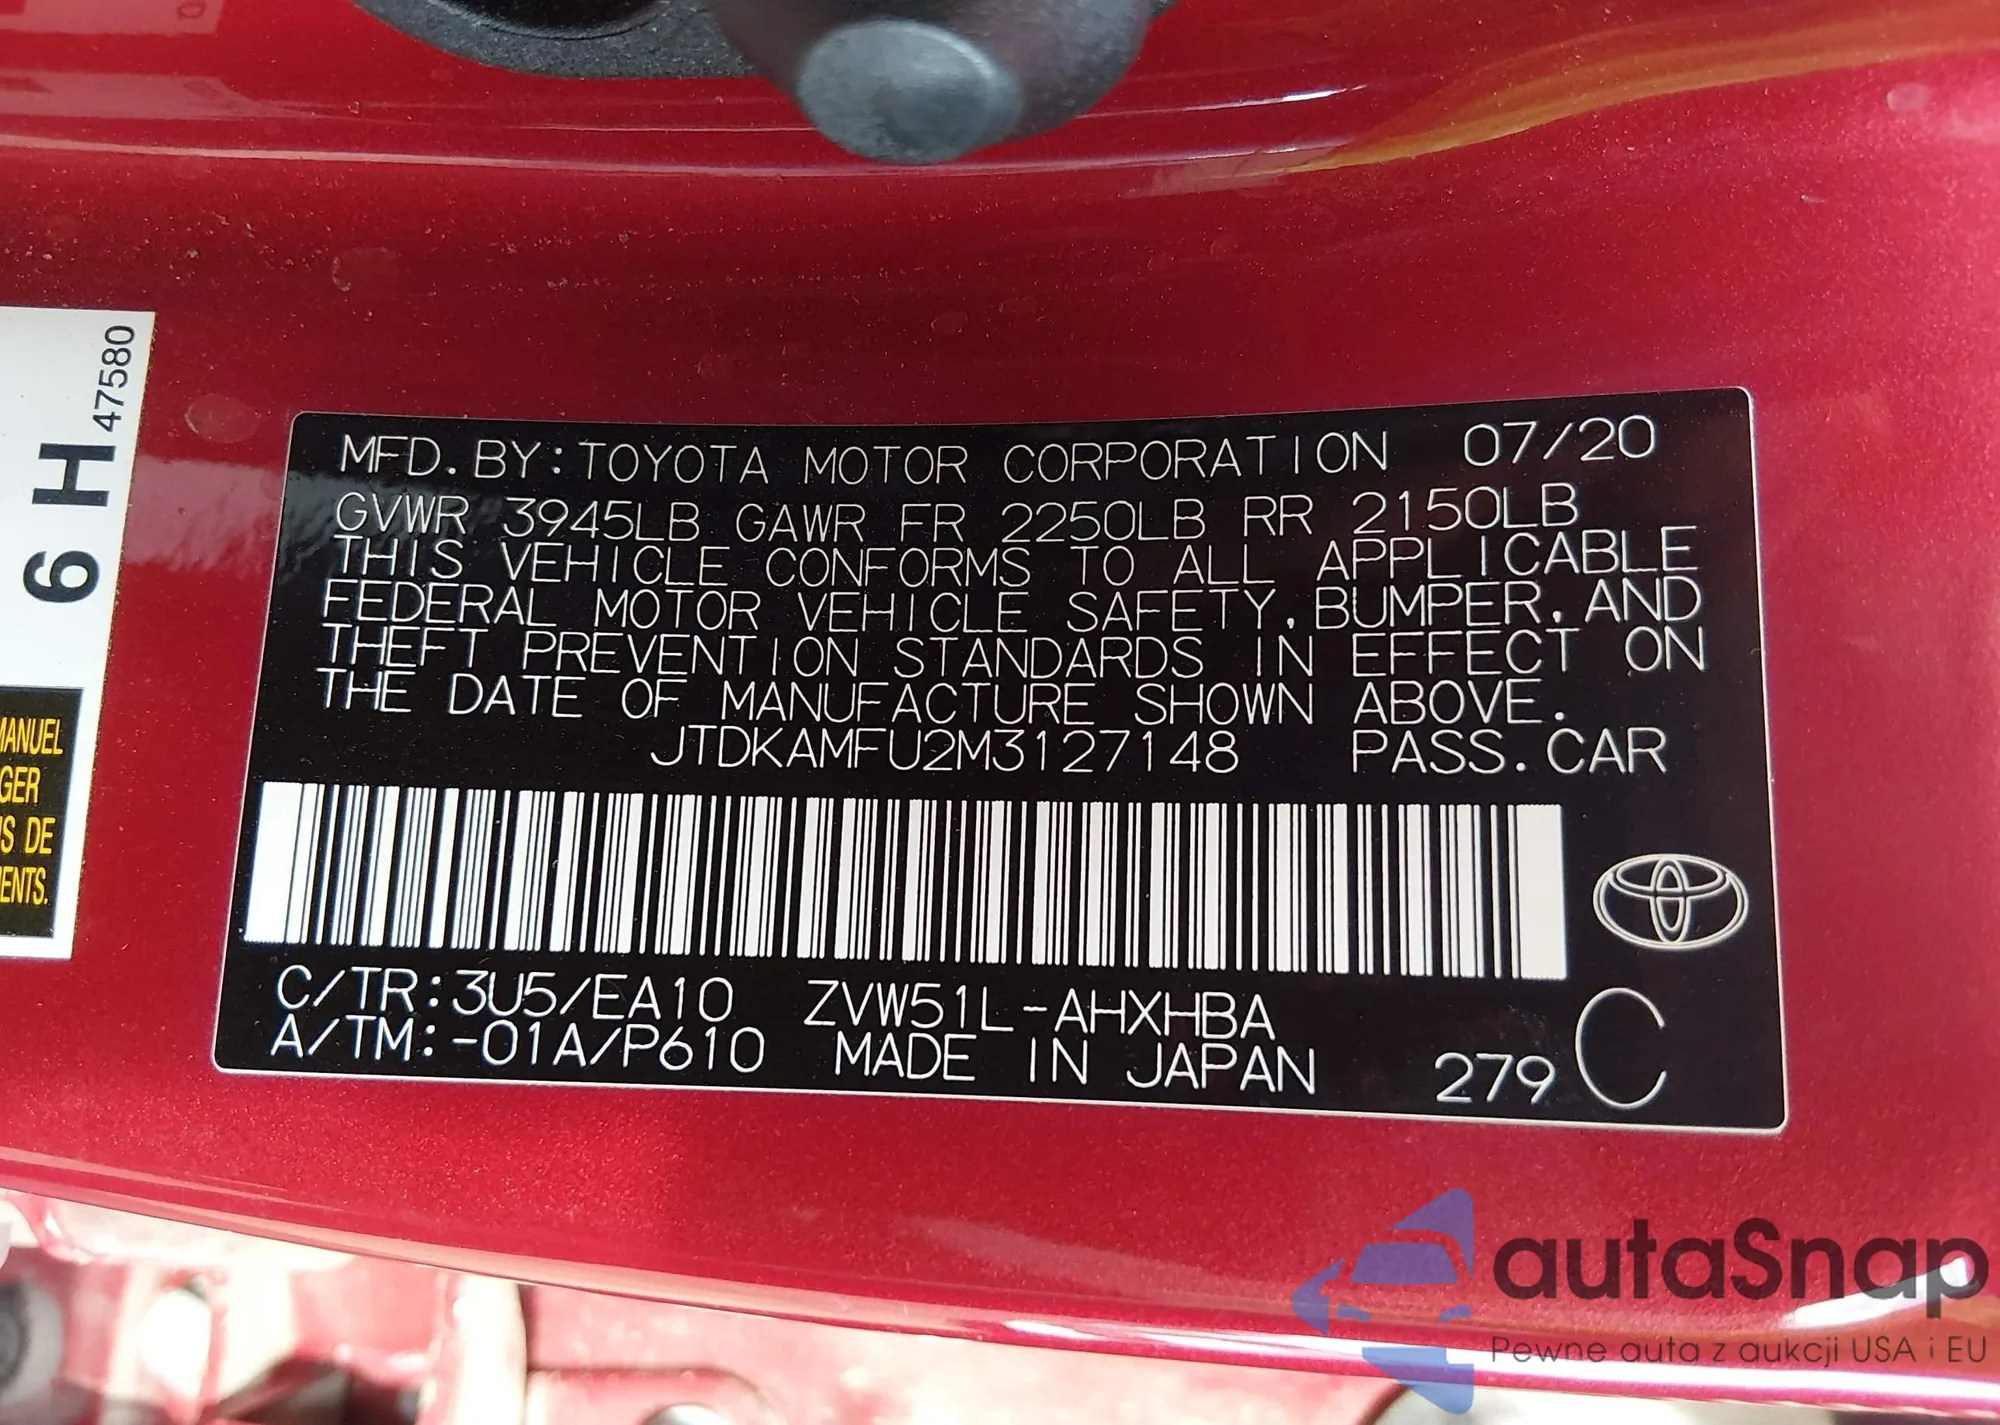 6 H 47580
MANUEL
GER
S DE
ENTS.
MFD. BY: TOYOTA MOTOR CORPORATION 07/20
GVWR 3945LB GAWR FR 2250LB RR 2150LB
THIS VEHICLE CONFORMS TO ALL APPLICABLE
FEDERAL MOTOR VEHICLE SAFETY, BUMPER, AND
THEFT PREVENTION STANDARDS IN EFFECT ON
THE DATE OF MANUFACTURE SHOWN ABOVE.
JTDKAMFU2M3127148 PASS. CAR
C/TR: 3U5/EA10 ZVW51L-AHXHBA
A/TM: -01A/P610 MADE IN JAPAN 279 C
autaSnap
Pewne auta z aukcji USA i EU